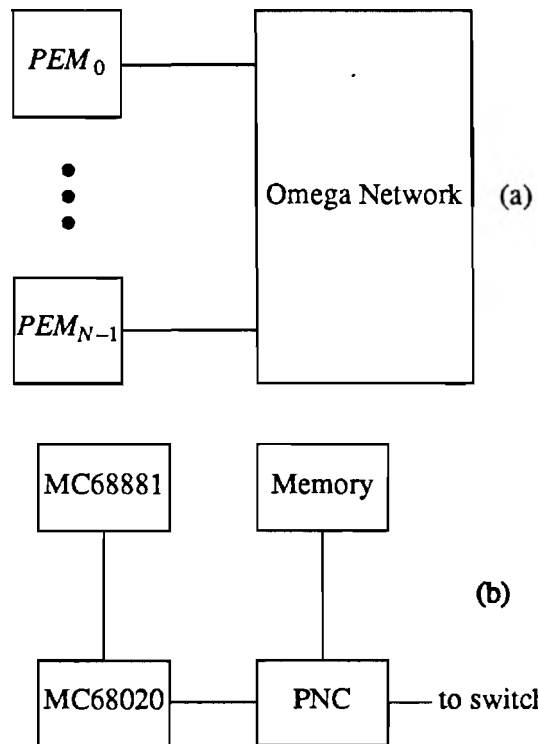 PEM0
Omega Network
(a)
PEMN−1
MC68881
Memory
(b)
MC68020
PNC
to switch